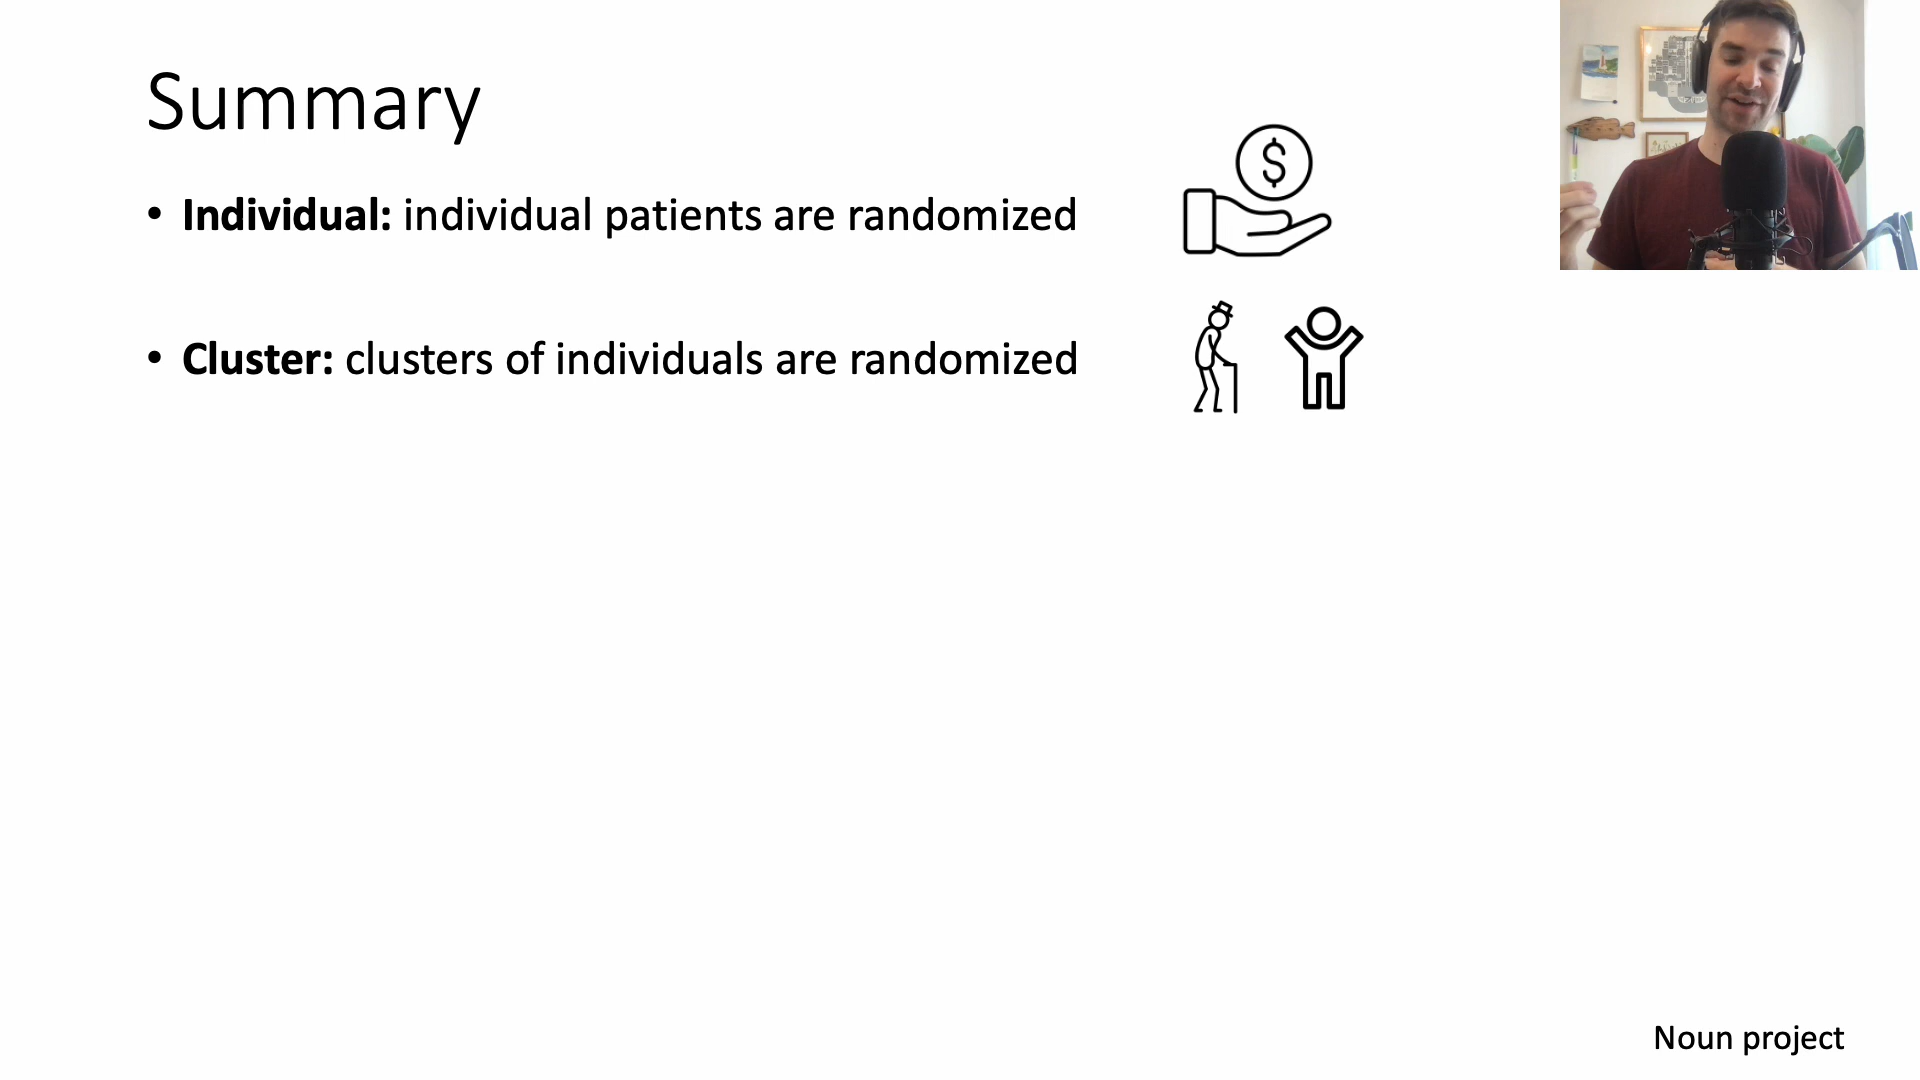 Summary
• Individual: individual patients are randomized
$
• Cluster: clusters of individuals are randomized
Noun project